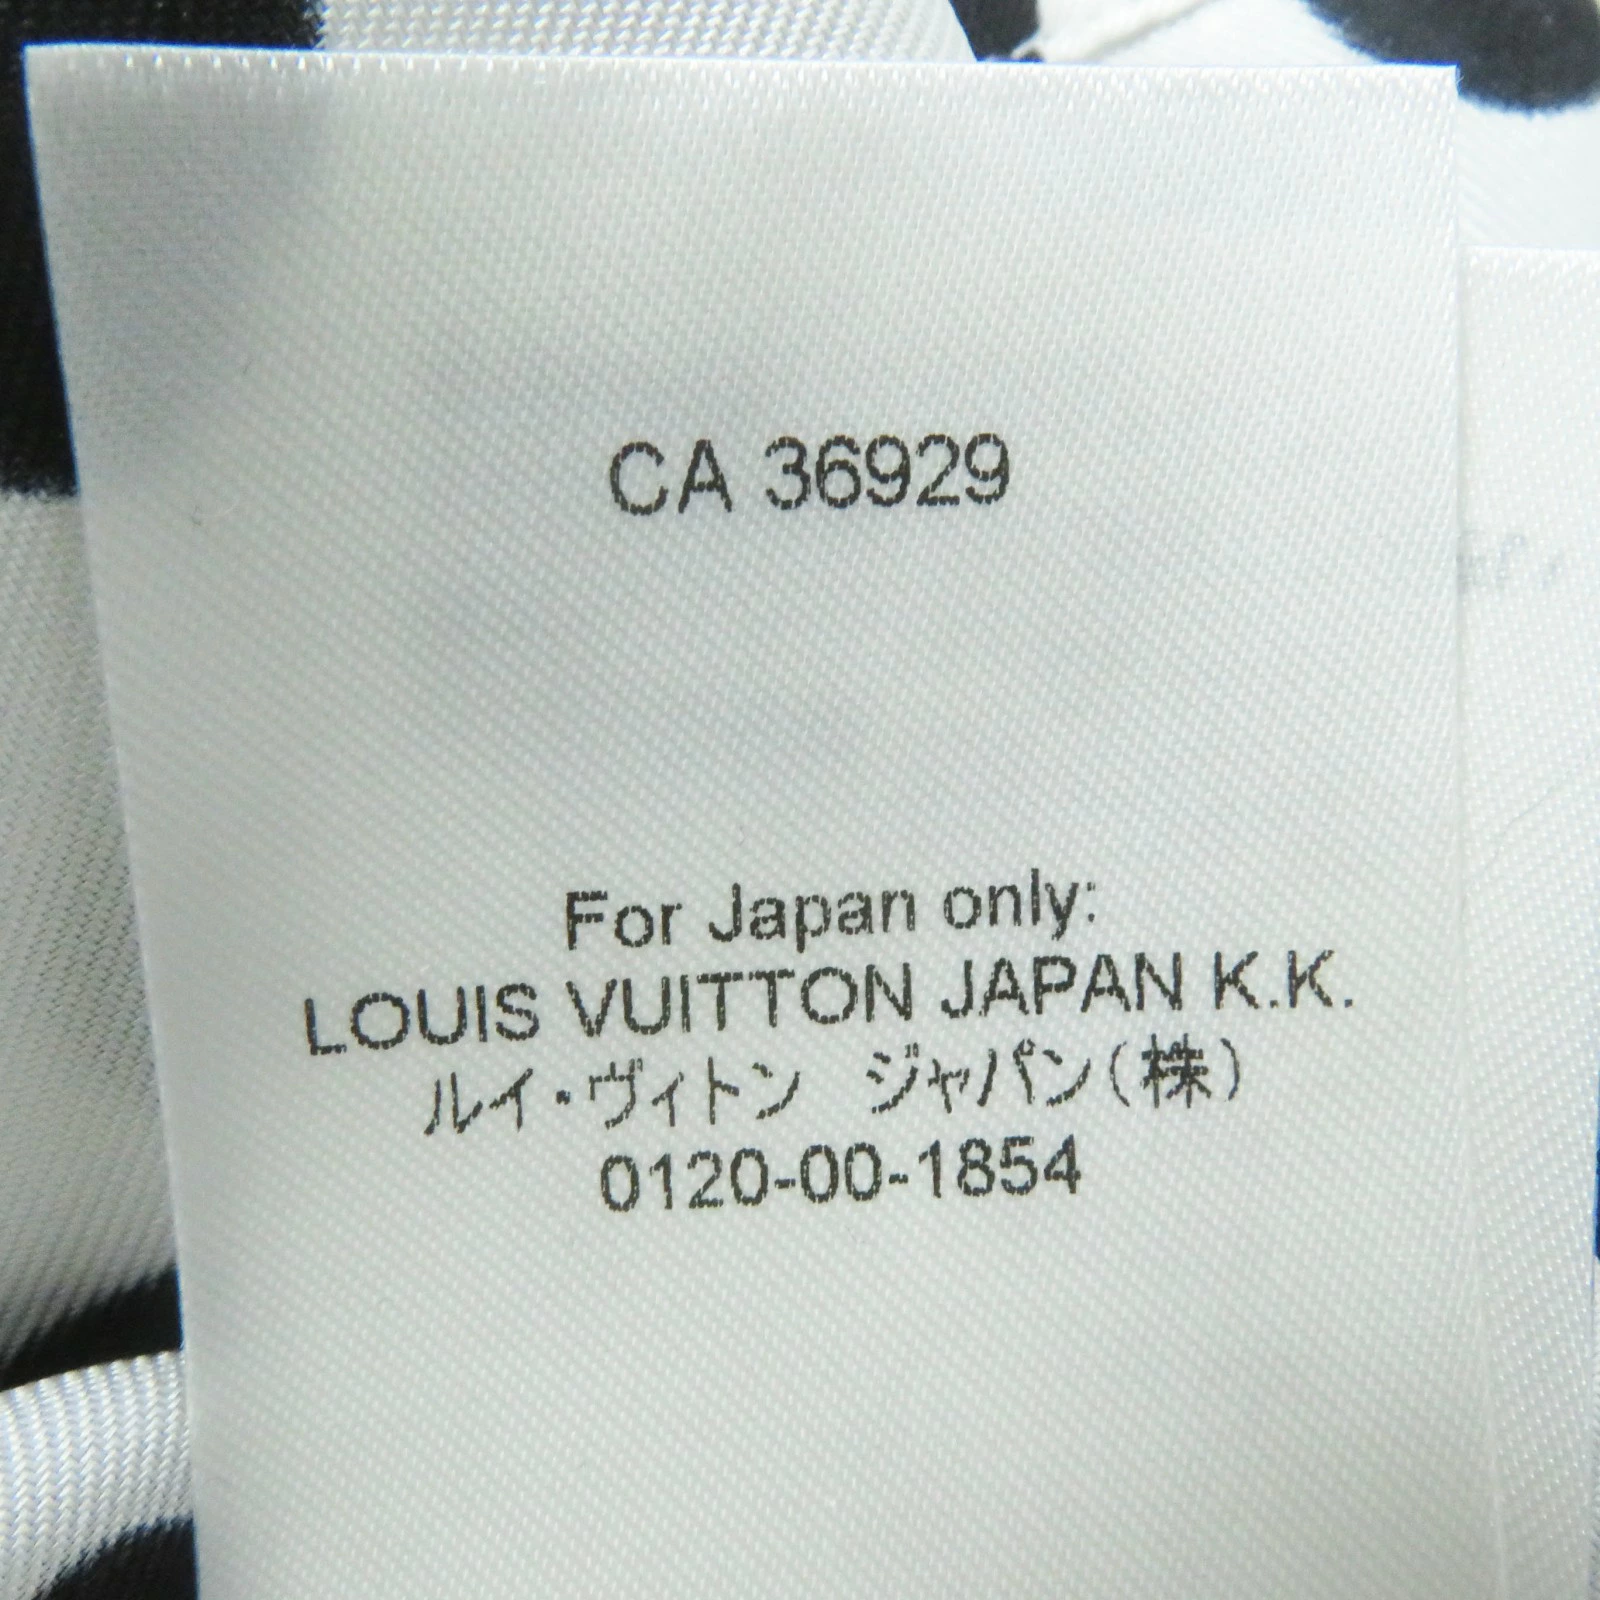 CA 36929
For Japan only:
LOUIS VUITTON JAPAN K.K.
ルイ・ヴィトン　ジャパン(株)
0120-00-1854